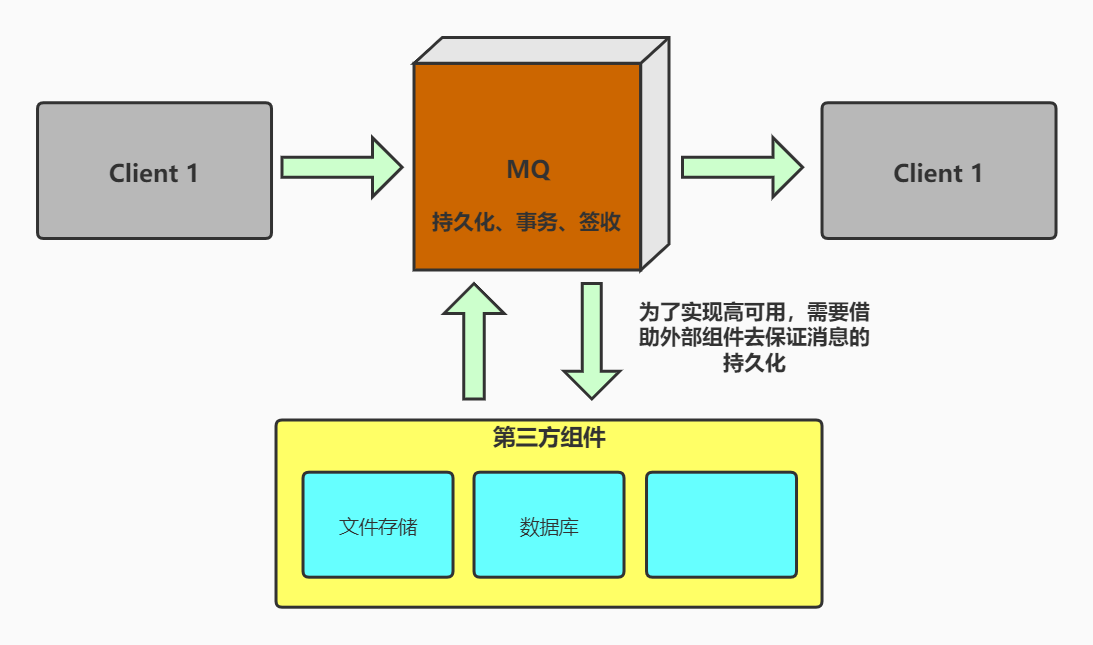 Client 1
MQ
持久化、事务、签收
Client 1
为了实现高可用，需要借
助外部组件去保证消息的
持久化
第三方组件
文件存储
数据库